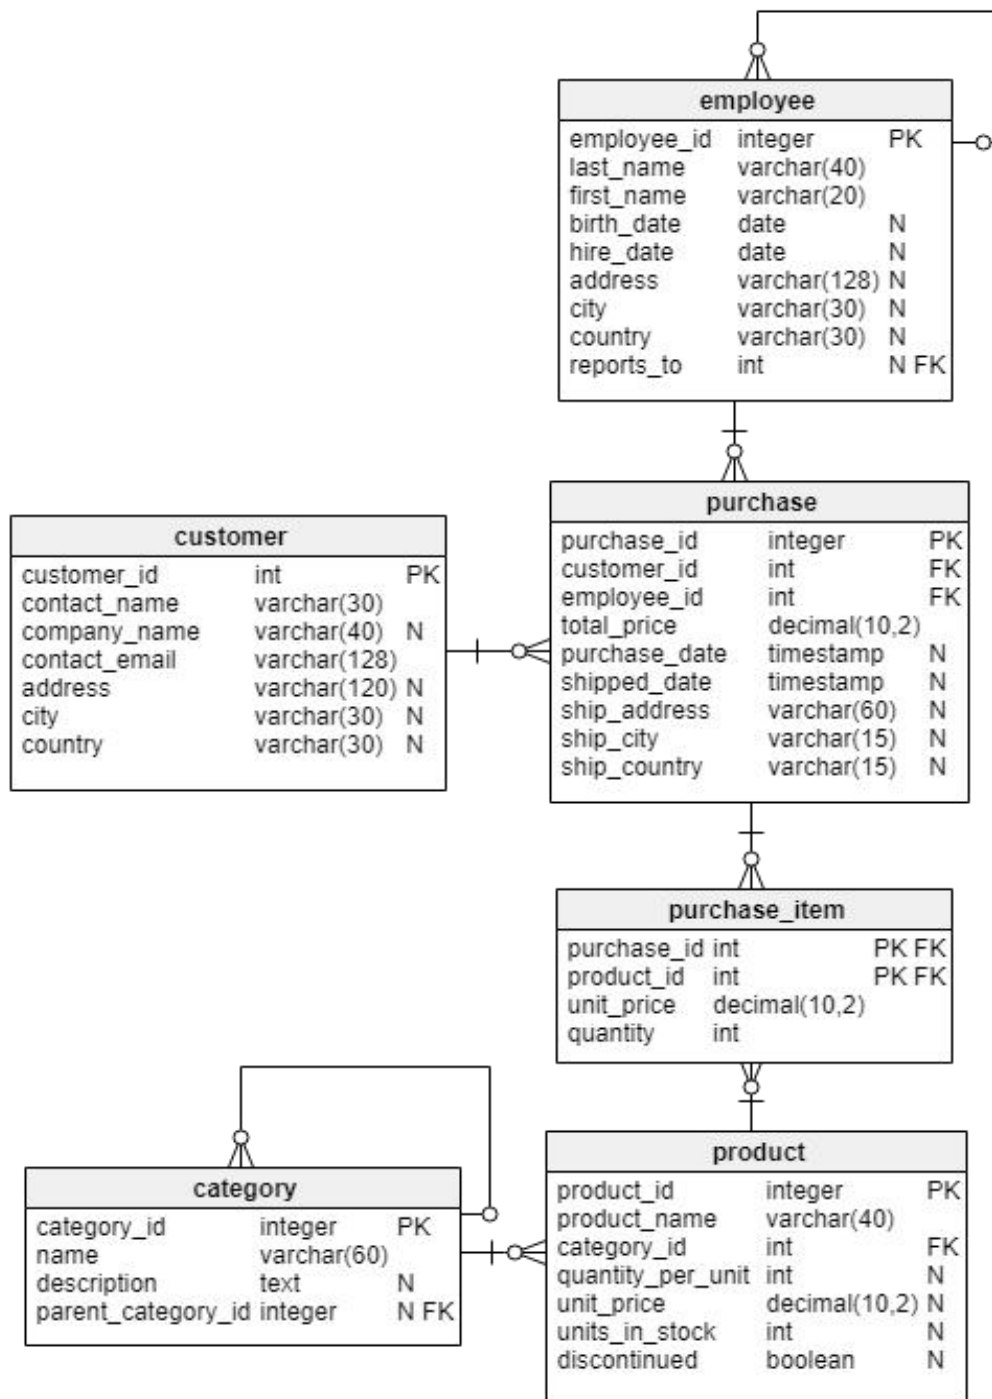 employee
employee_id integer PK
last_name varchar(40)
first_name varchar(20)
birth_date date N
hire_date date N
address varchar(128) N
city varchar(30) N
country varchar(30) N
reports_to int N FK
purchase
purchase_id integer PK
customer_id int FK
employee_id int FK
total_price decimal(10,2)
purchase_date timestamp N
shipped_date timestamp N
ship_address varchar(60) N
ship_city varchar(15) N
ship_country varchar(15) N
customer
customer_id int PK
contact_name varchar(30)
company_name varchar(40) N
contact_email varchar(128)
address varchar(120) N
city varchar(30) N
country varchar(30) N
purchase_item
purchase_id int PK FK
product_id int PK FK
unit_price decimal(10,2)
quantity int
category
category_id integer PK
name varchar(60)
description text N
parent_category_id integer N FK
product
product_id integer PK
product_name varchar(40)
category_id int FK
quantity_per_unit int N
unit_price decimal(10,2) N
units_in_stock int N
discontinued boolean N